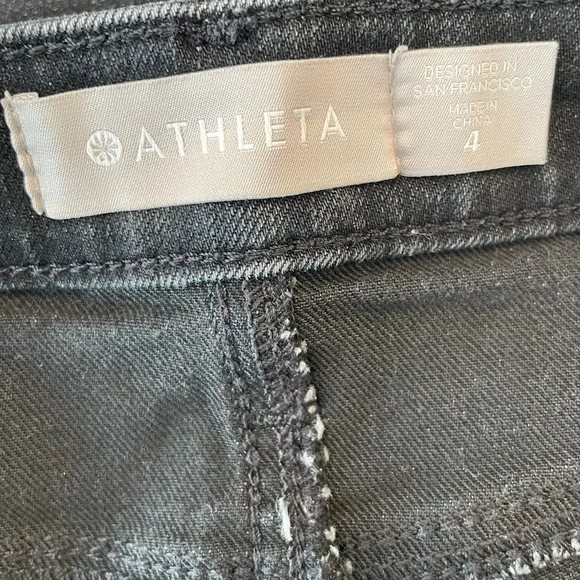 ATHLETA
DESIGNED IN
SAN FRANCISCO
MADE IN
CHINA
4